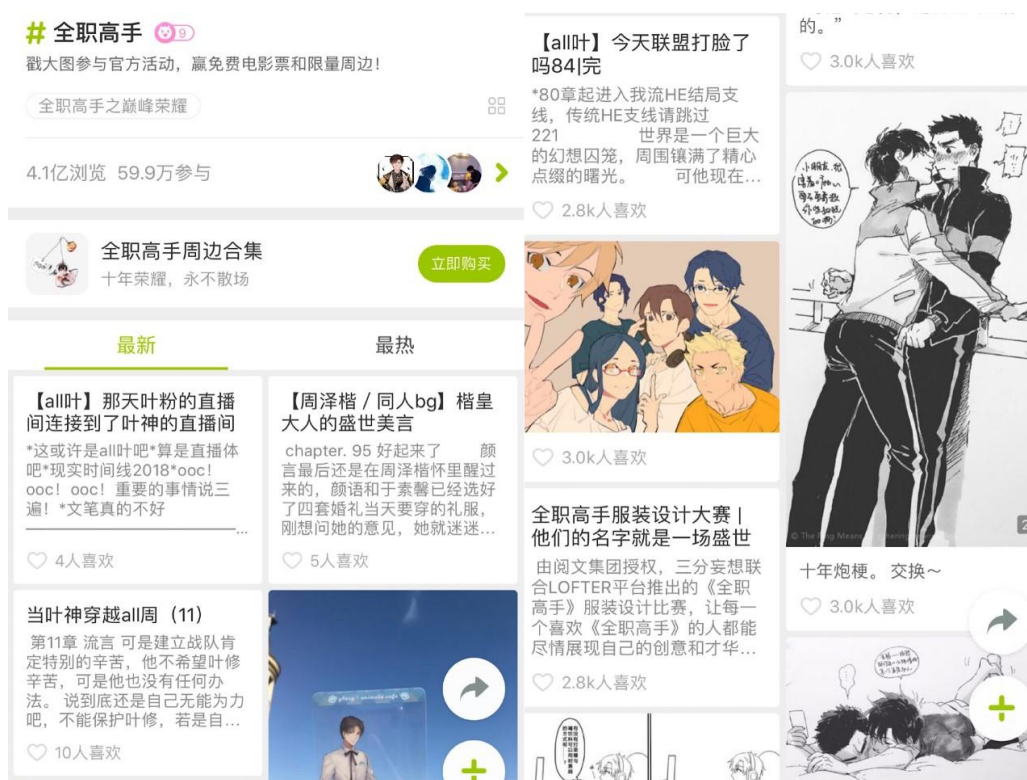 # 全职高手 9
戳大图参与官方活动，赢免费电影票和限量周边！
全职高手之巅峰荣耀
4.1亿浏览 59.9万参与
全职高手周边合集
十年荣耀，永不散场
立即购买
最新
最热
【all叶】那天叶粉的直播
间连接到了叶神的直播间
*这或许是all叶吧*算是直播体
吧*现实时间线2018*ooc！
ooc！ooc！重要的事情说三
遍！*文笔真的不好
——————————————...
4人喜欢
【周泽楷 / 同人bg】楷皇
大人的盛世美言
chapter. 95 好起来了 颜
言最后还是在周泽楷怀里醒过
来的，颜语和于素馨已经选好
了四套婚礼当天要穿的礼服，
刚想问她的意见，她就迷迷...
5人喜欢
当叶神穿越all周（11）
第11章 流言 可是建立战队肯
定特别的辛苦，他不希望叶修
辛苦，可是他也没有任何办
法。 说到底还是自己无能为力
吧，不能保护叶修，若是自...
10人喜欢
【all叶】今天联盟打脸了
吗84|完
*80章起进入我流HE结局支
线，传统HE支线请跳过
221 世界是一个巨大
的幻想囚笼，周围镶满了精心
点缀的曙光。 可他现在...
2.8k人喜欢
3.0k人喜欢
全职高手服装设计大赛 |
他们的名字就是一场盛世
由阅文集团授权，三分妄想联
合LOFTER平台推出的《全职
高手》服装设计比赛，让每一
个喜欢《全职高手》的人都能
尽情展现自己的创意和才华...
2.8k人喜欢
的。”
3.0k人喜欢
小朋友，你
2
十年炮梗。 交换～
3.0k人喜欢